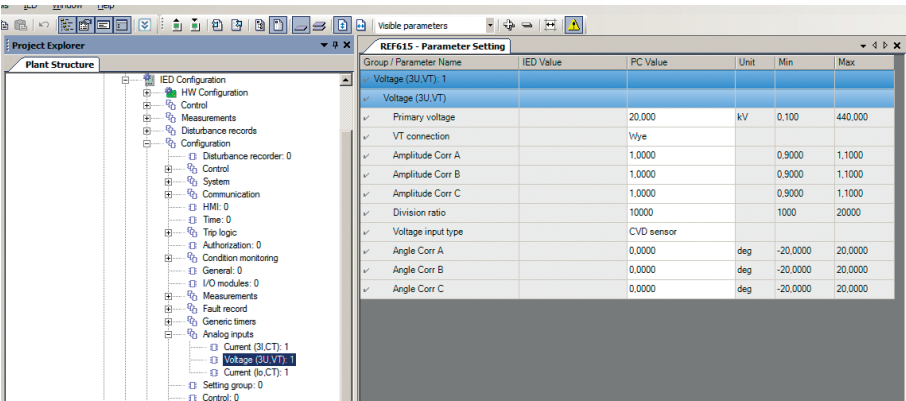 IED Window Help
Visible parameters
Project Explorer
Plant Structure
IED Configuration
HW Configuration
Control
Measurements
Disturbance records
Configuration
Disturbance recorder: 0
Control
System
Communication
HMI: 0
Time: 0
Trip logic
Authorization: 0
Condition monitoring
General: 0
I/O modules: 0
Measurements
Fault record
Generic timers
Analog inputs
Current (3I,CT): 1
Voltage (3U,VT): 1
Current (Io,CT): 1
Setting group: 0
Control: 0
REF615 - Parameter Setting
Group / Parameter Name IED Value PC Value Unit Min Max
Voltage (3U,VT): 1
Voltage (3U,VT)
Primary voltage 20,000 kV 0,100 440,000
VT connection Wye
Amplitude Corr A 1,0000 0,9000 1,1000
Amplitude Corr B 1,0000 0,9000 1,1000
Amplitude Corr C 1,0000 0,9000 1,1000
Division ratio 10000 1000 20000
Voltage input type CVD sensor
Angle Corr A 0,0000 deg -20,0000 20,0000
Angle Corr B 0,0000 deg -20,0000 20,0000
Angle Corr C 0,0000 deg -20,0000 20,0000